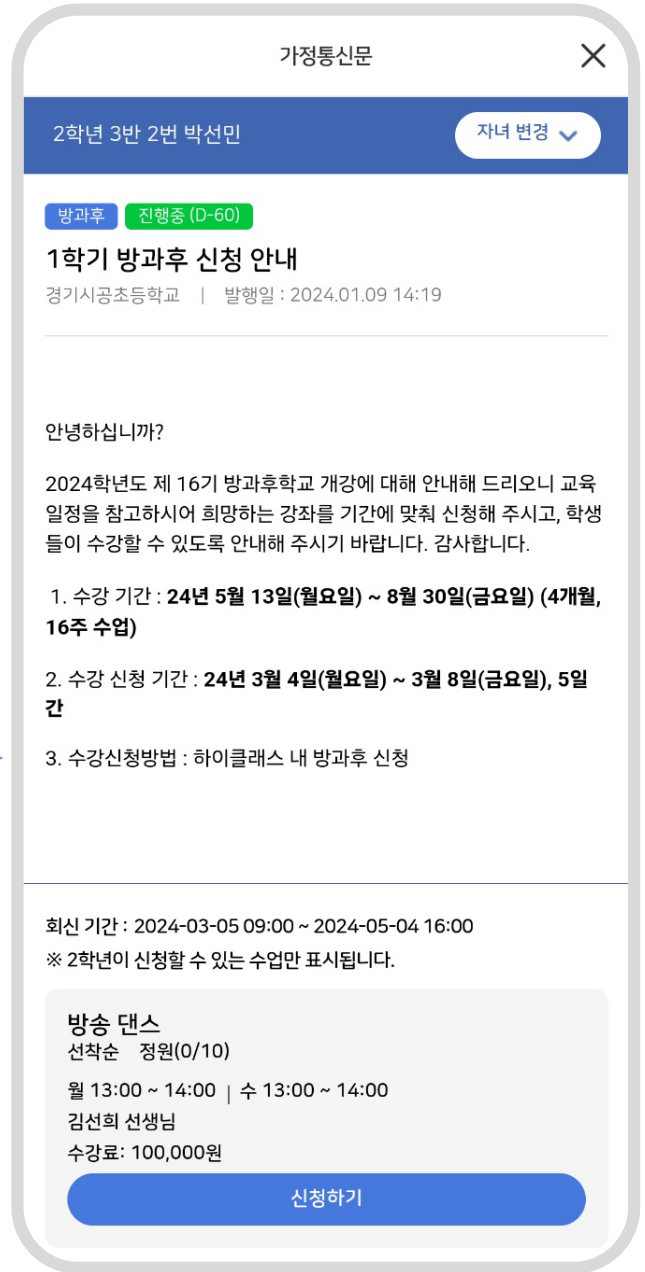 가정통신문
2학년 3반 2번 박선민
자녀 변경
방과후 진행중 (D-60)
1학기 방과후 신청 안내
경기시공초등학교 | 발행일 : 2024.01.09 14:19
안녕하십니까?
2024학년도 제 16기 방과후학교 개강에 대해 안내해 드리오니 교육
일정을 참고하시어 희망하는 강좌를 기간에 맞춰 신청해 주시고, 학생
들이 수강할 수 있도록 안내해 주시기 바랍니다. 감사합니다.
1. 수강 기간 : 24년 5월 13일(월요일) ~ 8월 30일(금요일) (4개월,
16주 수업)
2. 수강 신청 기간 : 24년 3월 4일(월요일) ~ 3월 8일(금요일), 5일
간
3. 수강신청방법 : 하이클래스 내 방과후 신청
회신 기간 : 2024-03-05 09:00 ~ 2024-05-04 16:00
※ 2학년이 신청할 수 있는 수업만 표시됩니다.
방송 댄스
선착순 정원(0/10)
월 13:00 ~ 14:00 | 수 13:00 ~ 14:00
김선희 선생님
수강료: 100,000원
신청하기